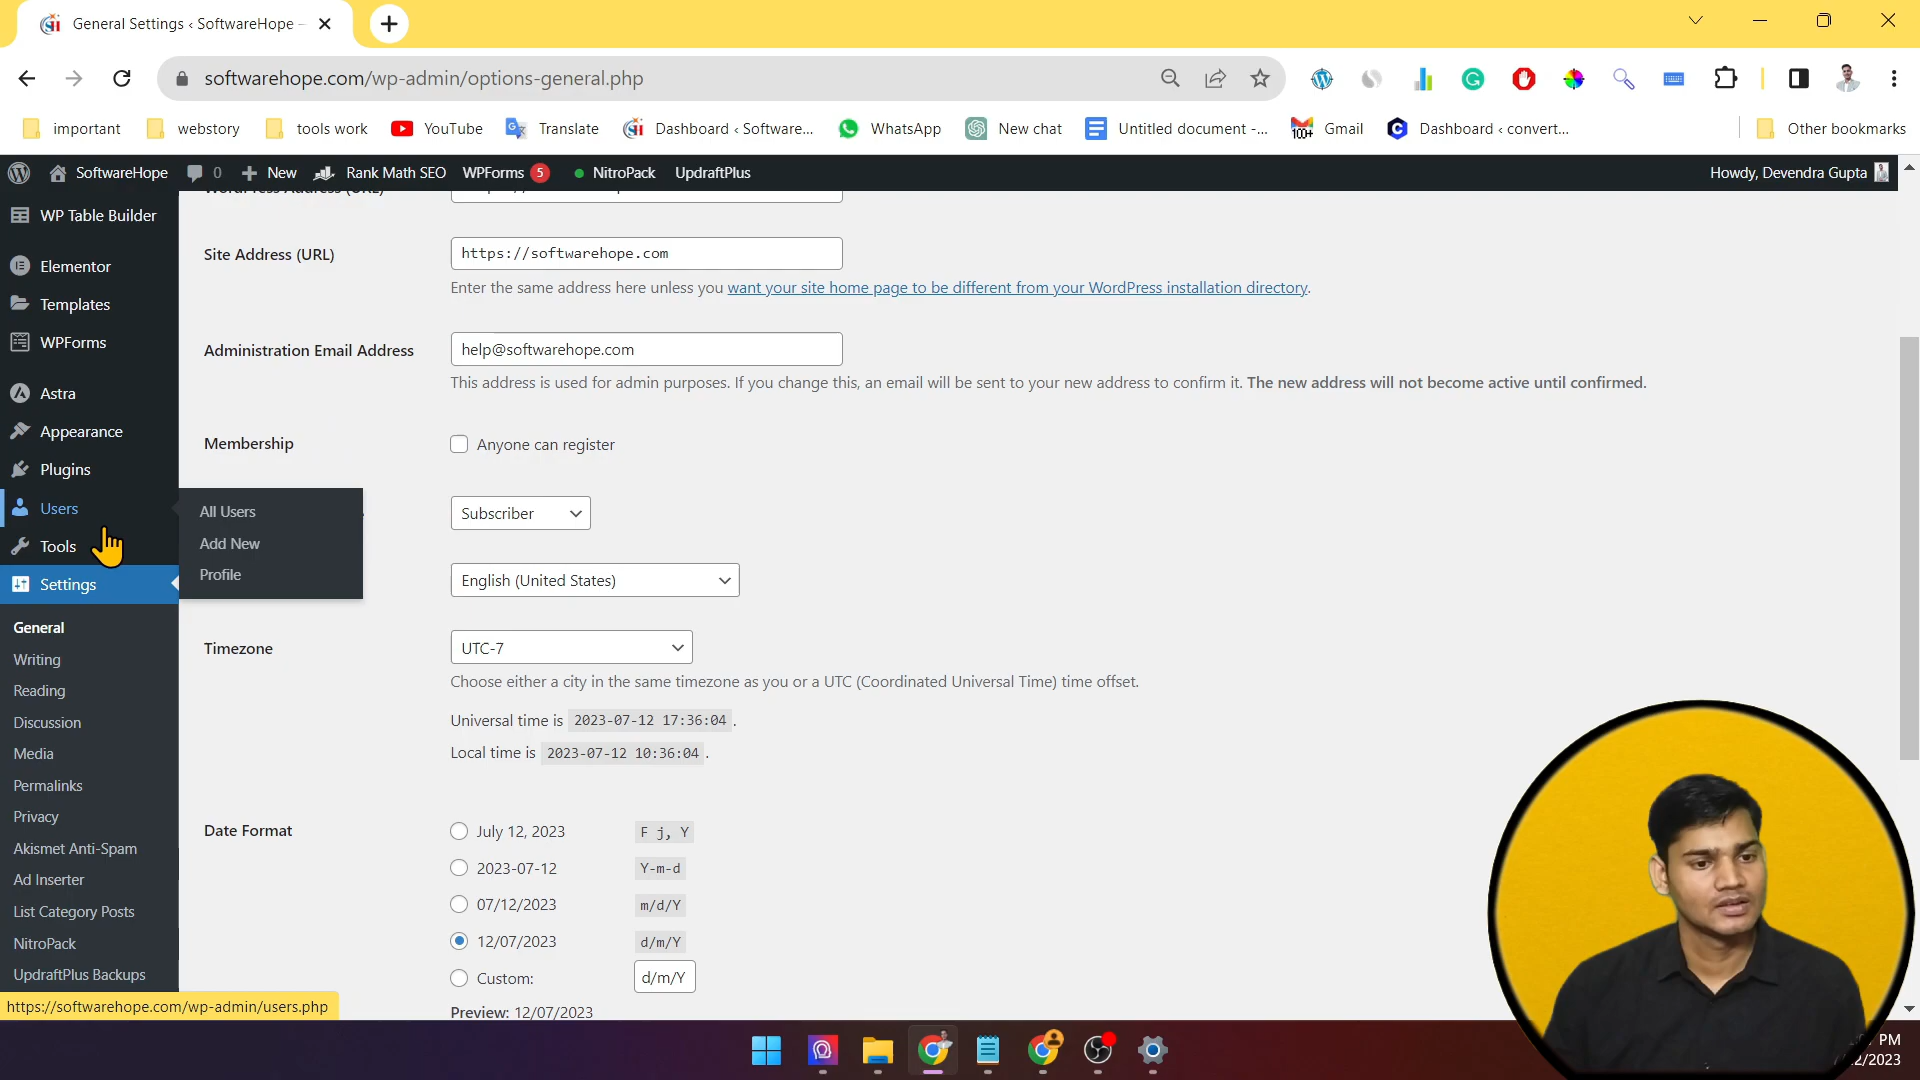 General Settings ‹ SoftwareHope –
softwarehope.com/wp-admin/options-general.php
important
webstory
tools work
YouTube
Translate
Dashboard ‹ Software...
WhatsApp
New chat
Untitled document -...
100+
Gmail
Dashboard ‹ convert...
Other bookmarks
SoftwareHope
0
New
Rank Math SEO
WPForms 5
NitroPack
UpdraftPlus
Howdy, Devendra Gupta
WP Table Builder
Elementor
Templates
WPForms
Astra
Appearance
Plugins
Users
Tools
Settings
General
Writing
Reading
Discussion
Media
Permalinks
Privacy
Akismet Anti-Spam
Ad Inserter
List Category Posts
NitroPack
UpdraftPlus Backups
https://softwarehope.com/wp-admin/users.php
All Users
Add New
Profile
WordPress Address (URL)
Site Address (URL)
https://softwarehope.com
Enter the same address here unless you want your site home page to be different from your WordPress installation directory.
Administration Email Address
help@softwarehope.com
This address is used for admin purposes. If you change this, an email will be sent to your new address to confirm it. The new address will not become active until confirmed.
Membership
Anyone can register
Subscriber
English (United States)
Timezone
UTC-7
Choose either a city in the same timezone as you or a UTC (Coordinated Universal Time) time offset.
Universal time is 2023-07-12 17:36:04 .
Local time is 2023-07-12 10:36:04 .
Date Format
July 12, 2023 F j, Y
2023-07-12 Y-m-d
07/12/2023 m/d/Y
12/07/2023 d/m/Y
Custom: d/m/Y
Preview: 12/07/2023
PM
2/2023